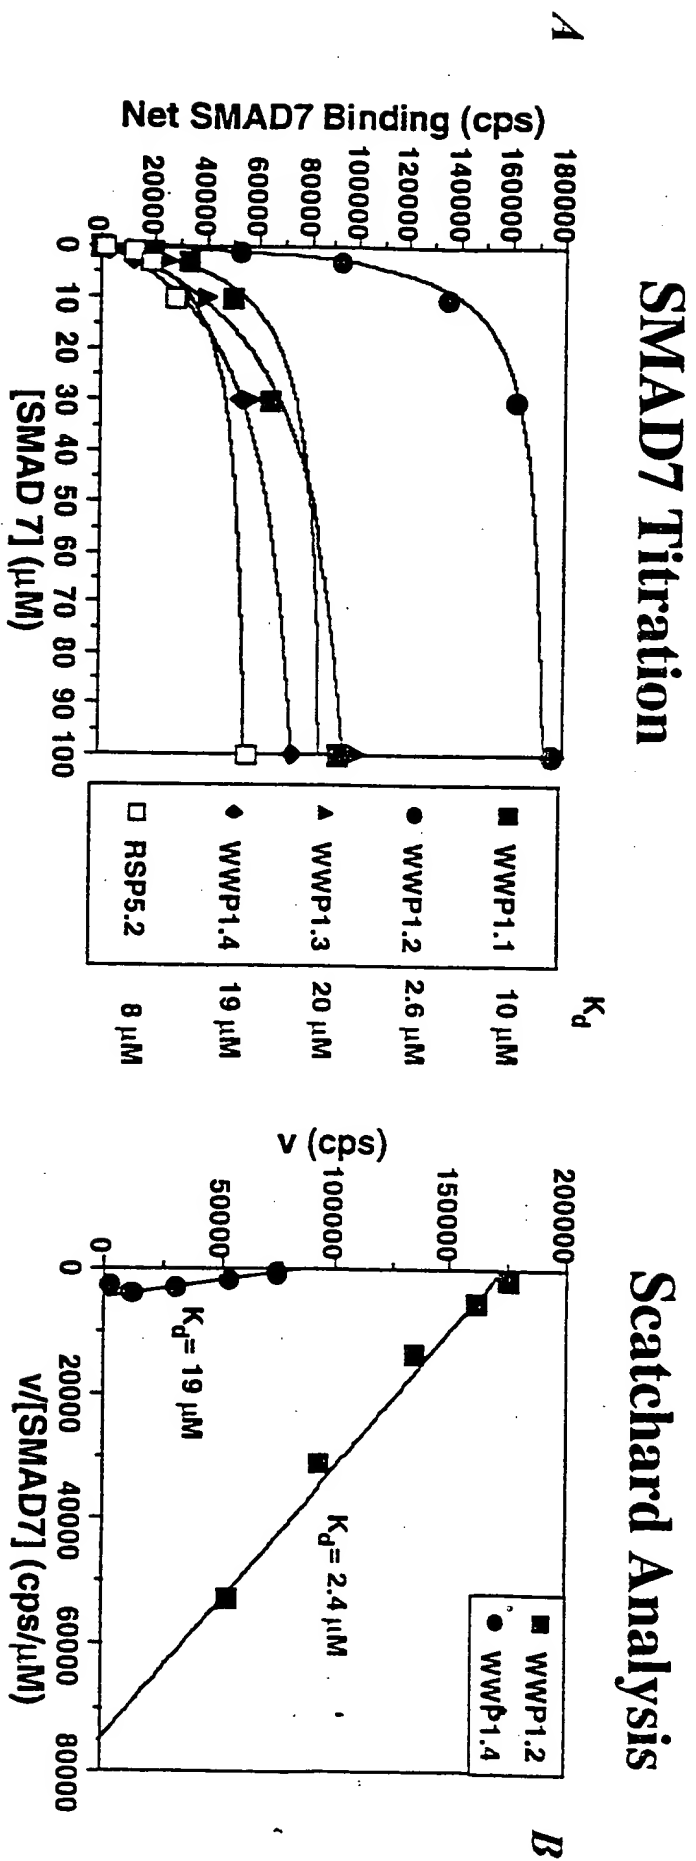 A
SMAD7 Titration
Net SMAD7 Binding (cps)
180000
160000
140000
120000
100000
80000
60000
40000
20000
0
0 10 20 30 40 50 60 70 80 90 100
[SMAD 7] (μM)
Kd
■ WWP1.1 10 μM
● WWP1.2 2.6 μM
▲ WWP1.3 20 μM
◆ WWP1.4 19 μM
□ RSP5.2 8 μM
Scatchard Analysis
B
v (cps)
200000
150000
100000
50000
0
0 20000 40000 60000 80000
v/[SMAD7] (cps/μM)
■ WWP1.2
● WWP1.4
Kd= 2.4 μM
Kd= 19 μM